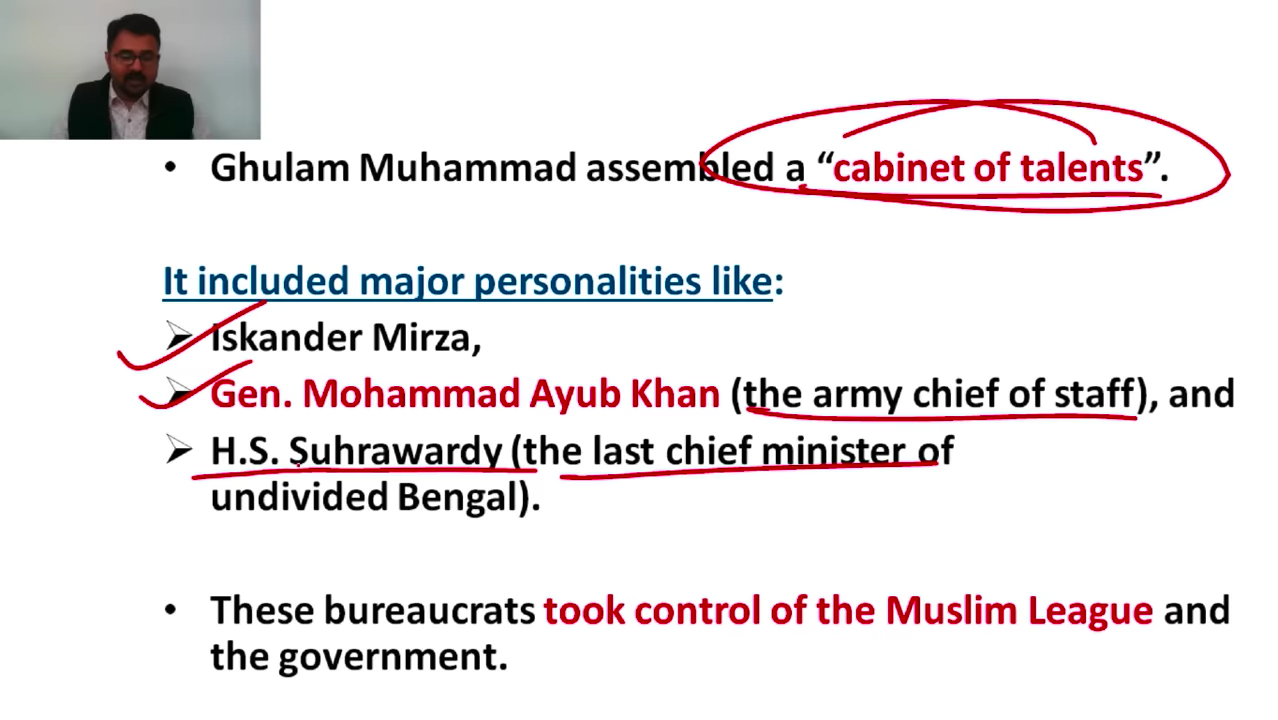 • Ghulam Muhammad assembled a “cabinet of talents”.
It included major personalities like:
➢ Iskander Mirza,
➢ Gen. Mohammad Ayub Khan (the army chief of staff), and
➢ H.S. Suhrawardy (the last chief minister of
undivided Bengal).
• These bureaucrats took control of the Muslim League and
the government.